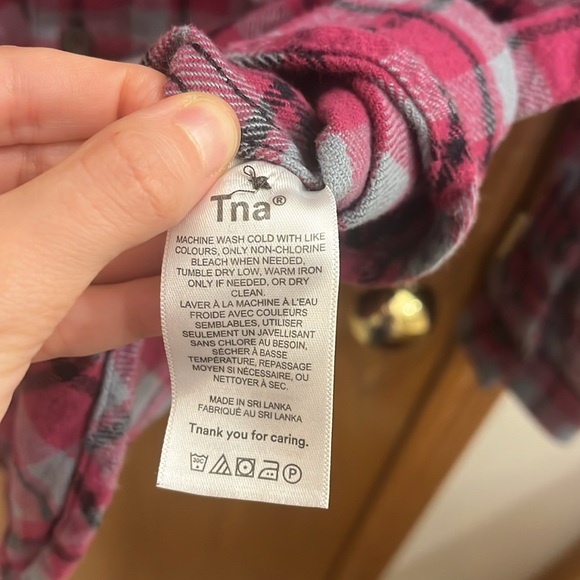 Tna®
MACHINE WASH COLD WITH LIKE
COLOURS, ONLY NON-CHLORINE
BLEACH WHEN NEEDED,
TUMBLE DRY LOW, WARM IRON
ONLY IF NEEDED, OR DRY
CLEAN.
LAVER À LA MACHINE À L'EAU
FROIDE AVEC COULEURS
SEMBLABLES, UTILISER
SEULEMENT UN JAVELLISANT
SANS CHLORE AU BESOIN,
SÉCHER À BASSE
TEMPÉRATURE, REPASSAGE
MOYEN SI NÉCESSAIRE, OU
NETTOYER À SEC.
MADE IN SRI LANKA
FABRIQUÉ AU SRI LANKA
Tnank you for caring.
30C P